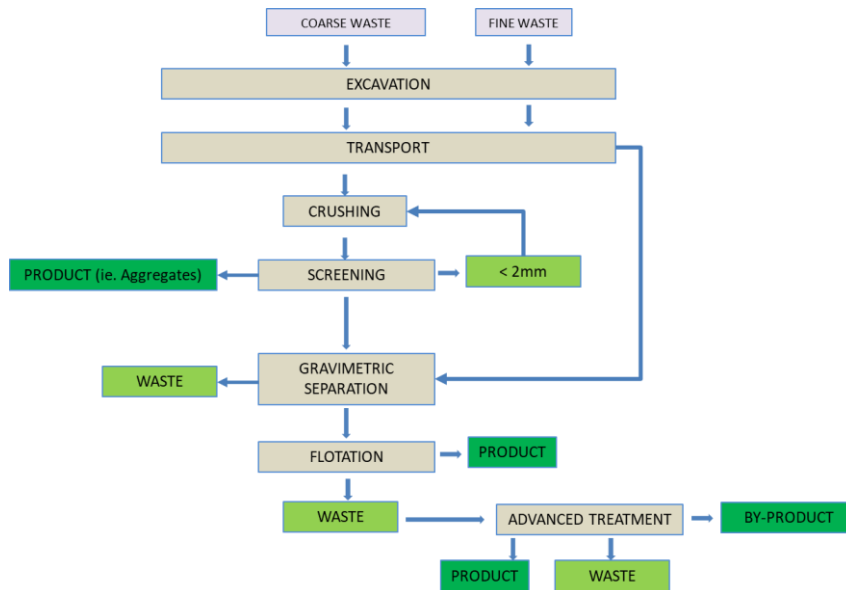 COARSE WASTE
FINE WASTE
EXCAVATION
TRANSPORT
CRUSHING
PRODUCT (ie. Aggregates)
SCREENING
< 2mm
WASTE
GRAVIMETRIC
SEPARATION
FLOTATION
PRODUCT
WASTE
ADVANCED TREATMENT
BY-PRODUCT
PRODUCT
WASTE